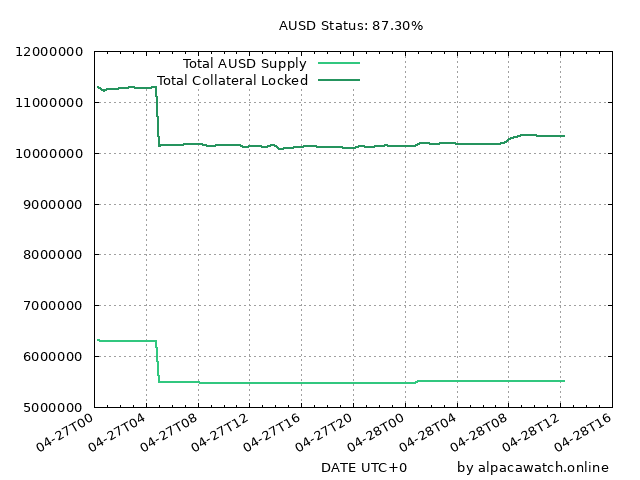 AUSD Status: 87.30%
12000000
11000000
10000000
9000000
8000000
7000000
6000000
5000000
Total AUSD Supply
Total Collateral Locked
04-27T00
04-27T04
04-27T08
04-27T12
04-27T16
04-27T20
04-28T00
04-28T04
04-28T08
04-28T12
04-28T16
DATE UTC+0
by alpacawatch.online